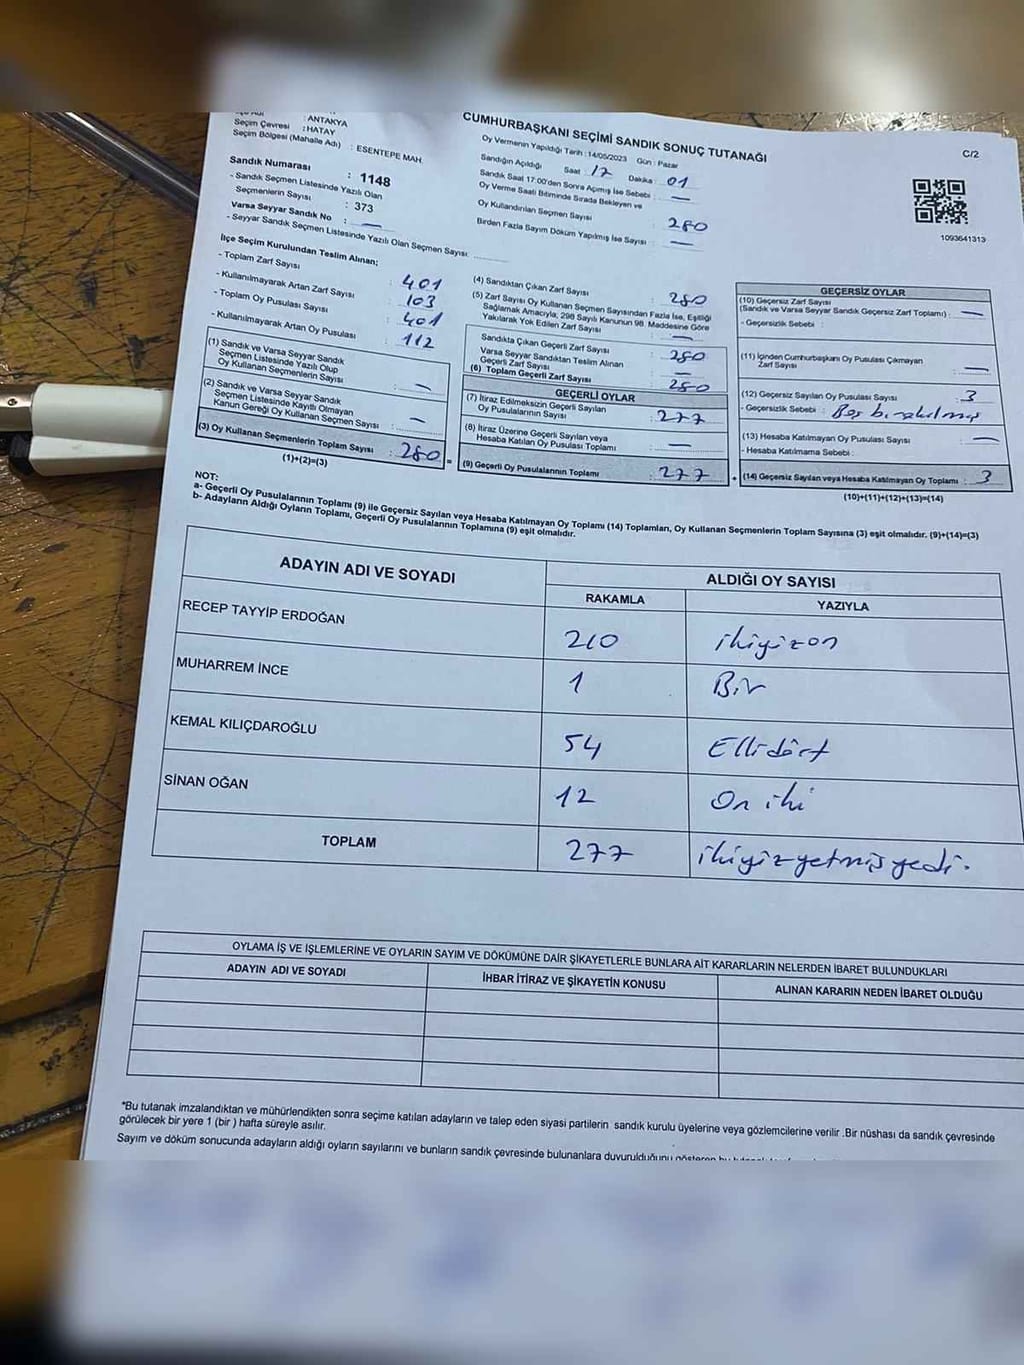 ANTAKYA
Seçim Çevresi : HATAY
Seçim Bölgesi (Mahalle Adı) : ESENTEPE MAH.
Sandık Numarası : 1148
- Sandık Seçmen Listesinde Yazılı Olan
Seçmenlerin Sayısı : 373
Varsa Seyyar Sandık No : —
- Seyyar Sandık Seçmen Listesinde Yazılı Olan Seçmen Sayısı
CUMHURBAŞKANI SEÇİMİ SANDIK SONUÇ TUTANAĞI
C/2
Oy Vermenin Yapıldığı Tarih : 14/05/2023 Gün : Pazar
Sandığın Açıldığı Saat 17 Dakika 01
Sandık Saat 17:00'den Sonra Açılmış İse Sebebi : —
Oy Verme Saati Bitiminde Sırada Bekleyen ve
Oy Kullandırılan Seçmen Sayısı : 280
Birden Fazla Sayım Döküm Yapılmış İse Sayısı : —
1093641313
İlçe Seçim Kurulundan Teslim Alınan;
- Toplam Zarf Sayısı : 401
- Kullanılmayarak Artan Zarf Sayısı : 103
- Toplam Oy Pusulası Sayısı : 401
- Kullanılmayarak Artan Oy Pusulası : 112
(1) Sandık ve Varsa Seyyar Sandık
Seçmen Listesinde Yazılı Olup
Oy Kullanan Seçmenlerin Sayısı : —
(2) Sandık ve Varsa Seyyar Sandık
Seçmen Listesinde Kayıtlı Olmayan
Kanun Gereği Oy Kullanan Seçmen Sayısı : —
(3) Oy Kullanan Seçmenlerin Toplam Sayısı : 280
(1)+(2)=(3)
(4) Sandıktan Çıkan Zarf Sayısı : 280
(5) Zarf Sayısı Oy Kullanan Seçmen Sayısından Fazla İse, Eşitliği
Sağlamak Amacıyla, 298 Sayılı Kanunun 98. Maddesine Göre
Yakılarak Yok Edilen Zarf Sayısı : —
Sandıkta Çıkan Geçerli Zarf Sayısı : 280
Varsa Seyyar Sandıktan Teslim Alınan
Geçerli Zarf Sayısı : —
(6) Toplam Geçerli Zarf Sayısı 280
GEÇERLİ OYLAR
(7) İtiraz Edilmeksizin Geçerli Sayılan
Oy Pusulalarının Sayısı : 277
(8) İtiraz Üzerine Geçerli Sayılan veya
Hesaba Katılan Oy Pusulası Toplamı : —
(9) Geçerli Oy Pusulalarının Toplamı : 277
GEÇERSİZ OYLAR
(10) Geçersiz Zarf Sayısı
(Sandık ve Varsa Seyyar Sandık Geçersiz Zarf Toplamı) : —
- Geçersizlik Sebebi :
(11) İçinden Cumhurbaşkanı Oy Pusulası Çıkmayan
Zarf Sayısı : —
(12) Geçersiz Sayılan Oy Pusulası Sayısı : 3
- Geçersizlik Sebebi : Boş bırakılmış
(13) Hesaba Katılmayan Oy Pusulası Sayısı : —
- Hesaba Katılmama Sebebi :
(14) Geçersiz Sayılan veya Hesaba Katılmayan Oy Toplamı : 3
(10)+(11)+(12)+(13)=(14)
NOT:
a- Geçerli Oy Pusulalarının Toplamı (9) ile Geçersiz Sayılan veya Hesaba Katılmayan Oy Toplamı (14) Toplamları, Oy Kullanan Seçmenlerin Toplam Sayısına (3) eşit olmalıdır. (9)+(14)=(3)
b- Adayların Aldığı Oyların Toplamı, Geçerli Oy Pusulalarının Toplamına (9) eşit olmalıdır.
ADAYIN ADI VE SOYADI ALDIĞI OY SAYISI
RAKAMLA YAZIYLA
RECEP TAYYİP ERDOĞAN 210 ikiyüzon
MUHARREM İNCE 1 Bir
KEMAL KILIÇDAROĞLU 54 Ellidört
SİNAN OĞAN 12 On iki
TOPLAM 277 ikiyüzyetmişyedi.
OYLAMA İŞ VE İŞLEMLERİNE VE OYLARIN SAYIM VE DÖKÜMÜNE DAİR ŞİKAYETLERLE BUNLARA AİT KARARLARIN NELERDEN İBARET BULUNDUKLARI
ADAYIN ADI VE SOYADI İHBAR İTİRAZ VE ŞİKAYETİN KONUSU ALINAN KARARIN NEDEN İBARET OLDUĞU
*Bu tutanak imzalandıktan ve mühürlendikten sonra seçime katılan adayların ve talep eden siyasi partilerin sandık kurulu üyelerine veya gözlemcilerine verilir .Bir nüshası da sandık çevresinde
görülecek bir yere 1 (bir ) hafta süreyle asılır.
Sayım ve döküm sonucunda adayların aldığı oyların sayılarını ve bunların sandık çevresinde bulunanlara duyurulduğunu gösteren bu